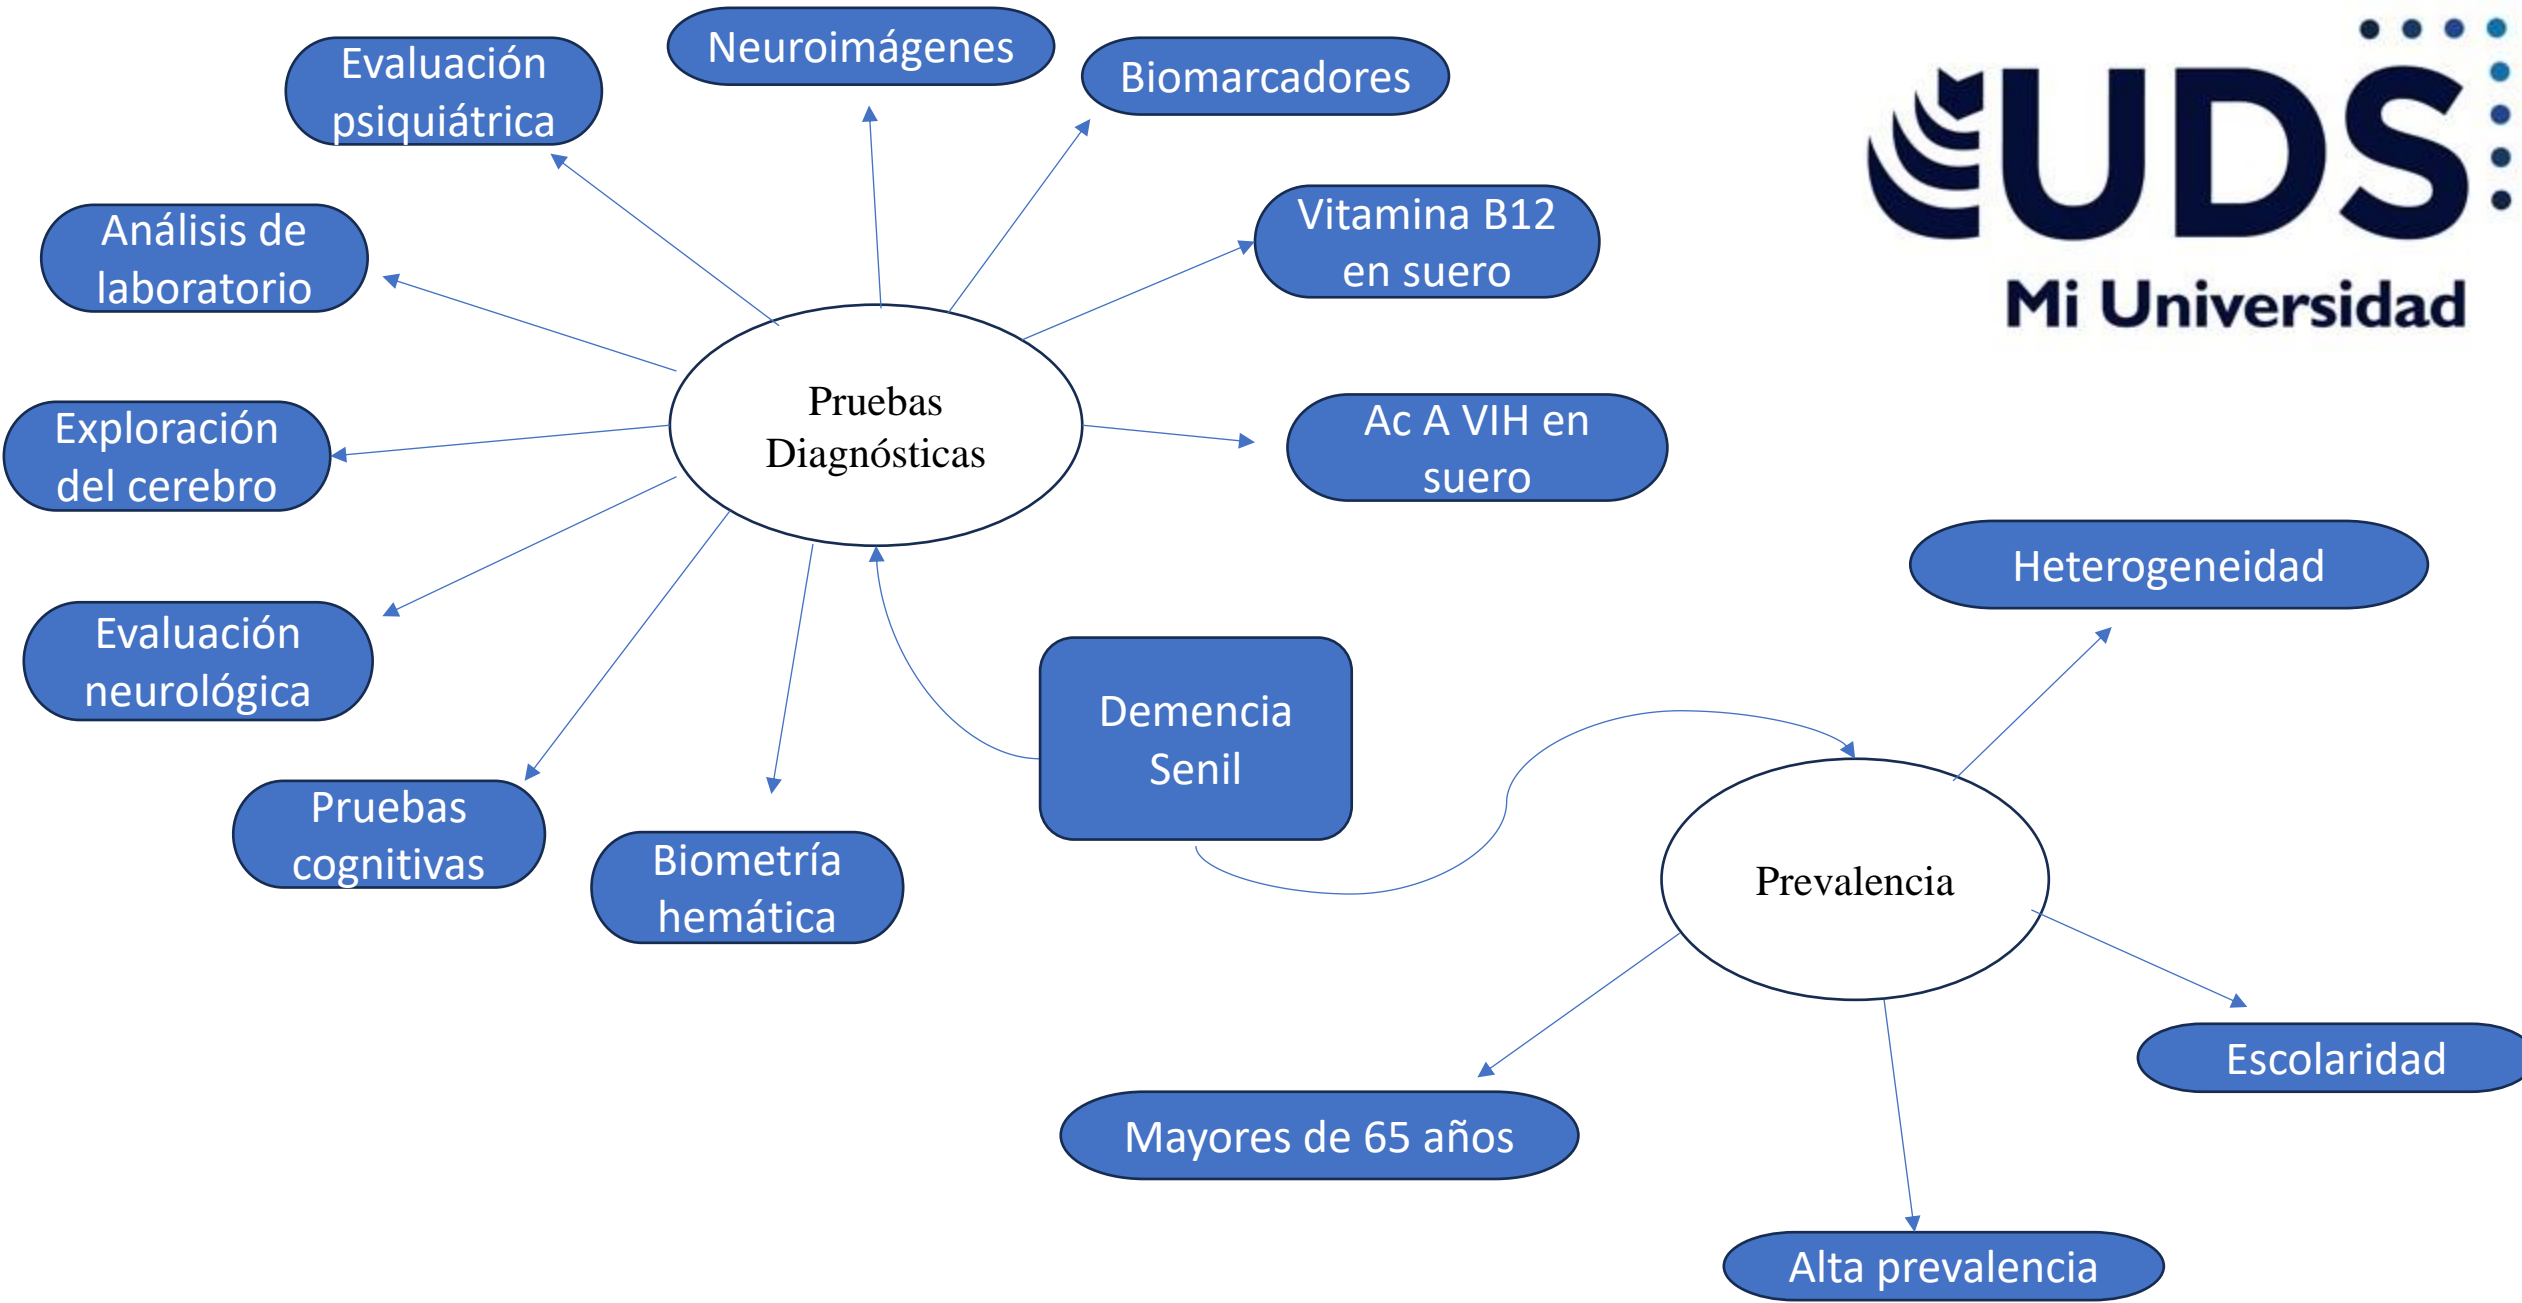 Neuroimágenes
Evaluación
psiquiátrica
Biomarcadores
UDS
Mi Universidad
Análisis de
laboratorio
Vitamina B12
en suero
Pruebas
Diagnósticas
Exploración
del cerebro
Ac A VIH en
suero
Heterogeneidad
Evaluación
neurológica
Demencia
Senil
Pruebas
cognitivas
Biometría
hemática
Prevalencia
Escolaridad
Mayores de 65 años
Alta prevalencia